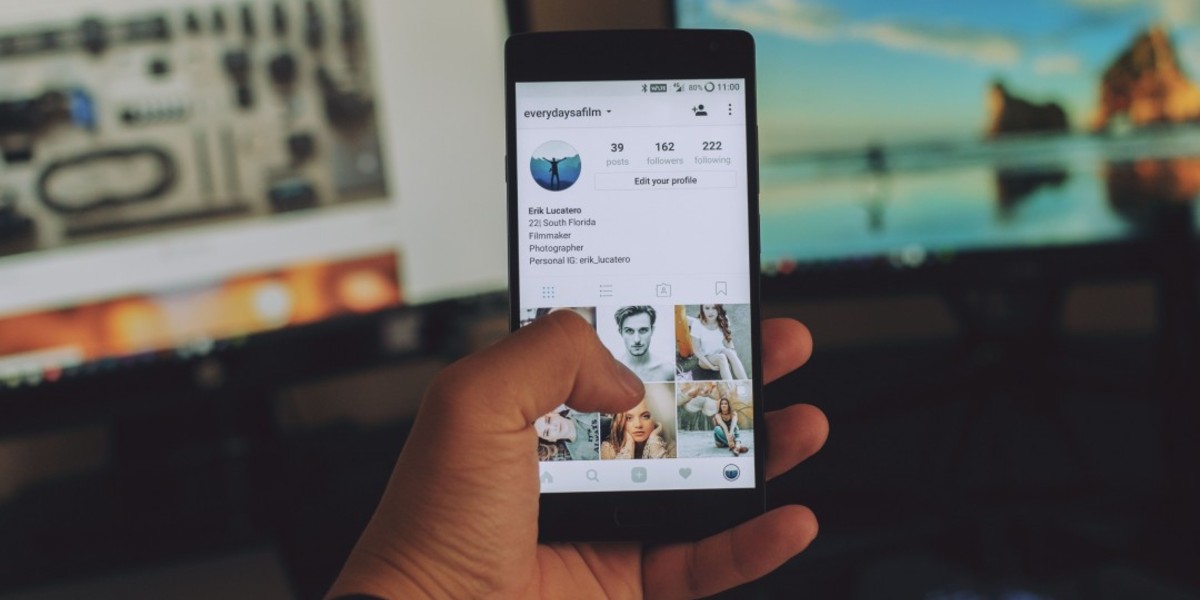 80% 11:00
everydaysafilm
39 162 222
posts followers following
Edit your profile
Erik Lucatero
22| South Florida
Filmmaker
Photographer
Personal IG: erik_lucatero